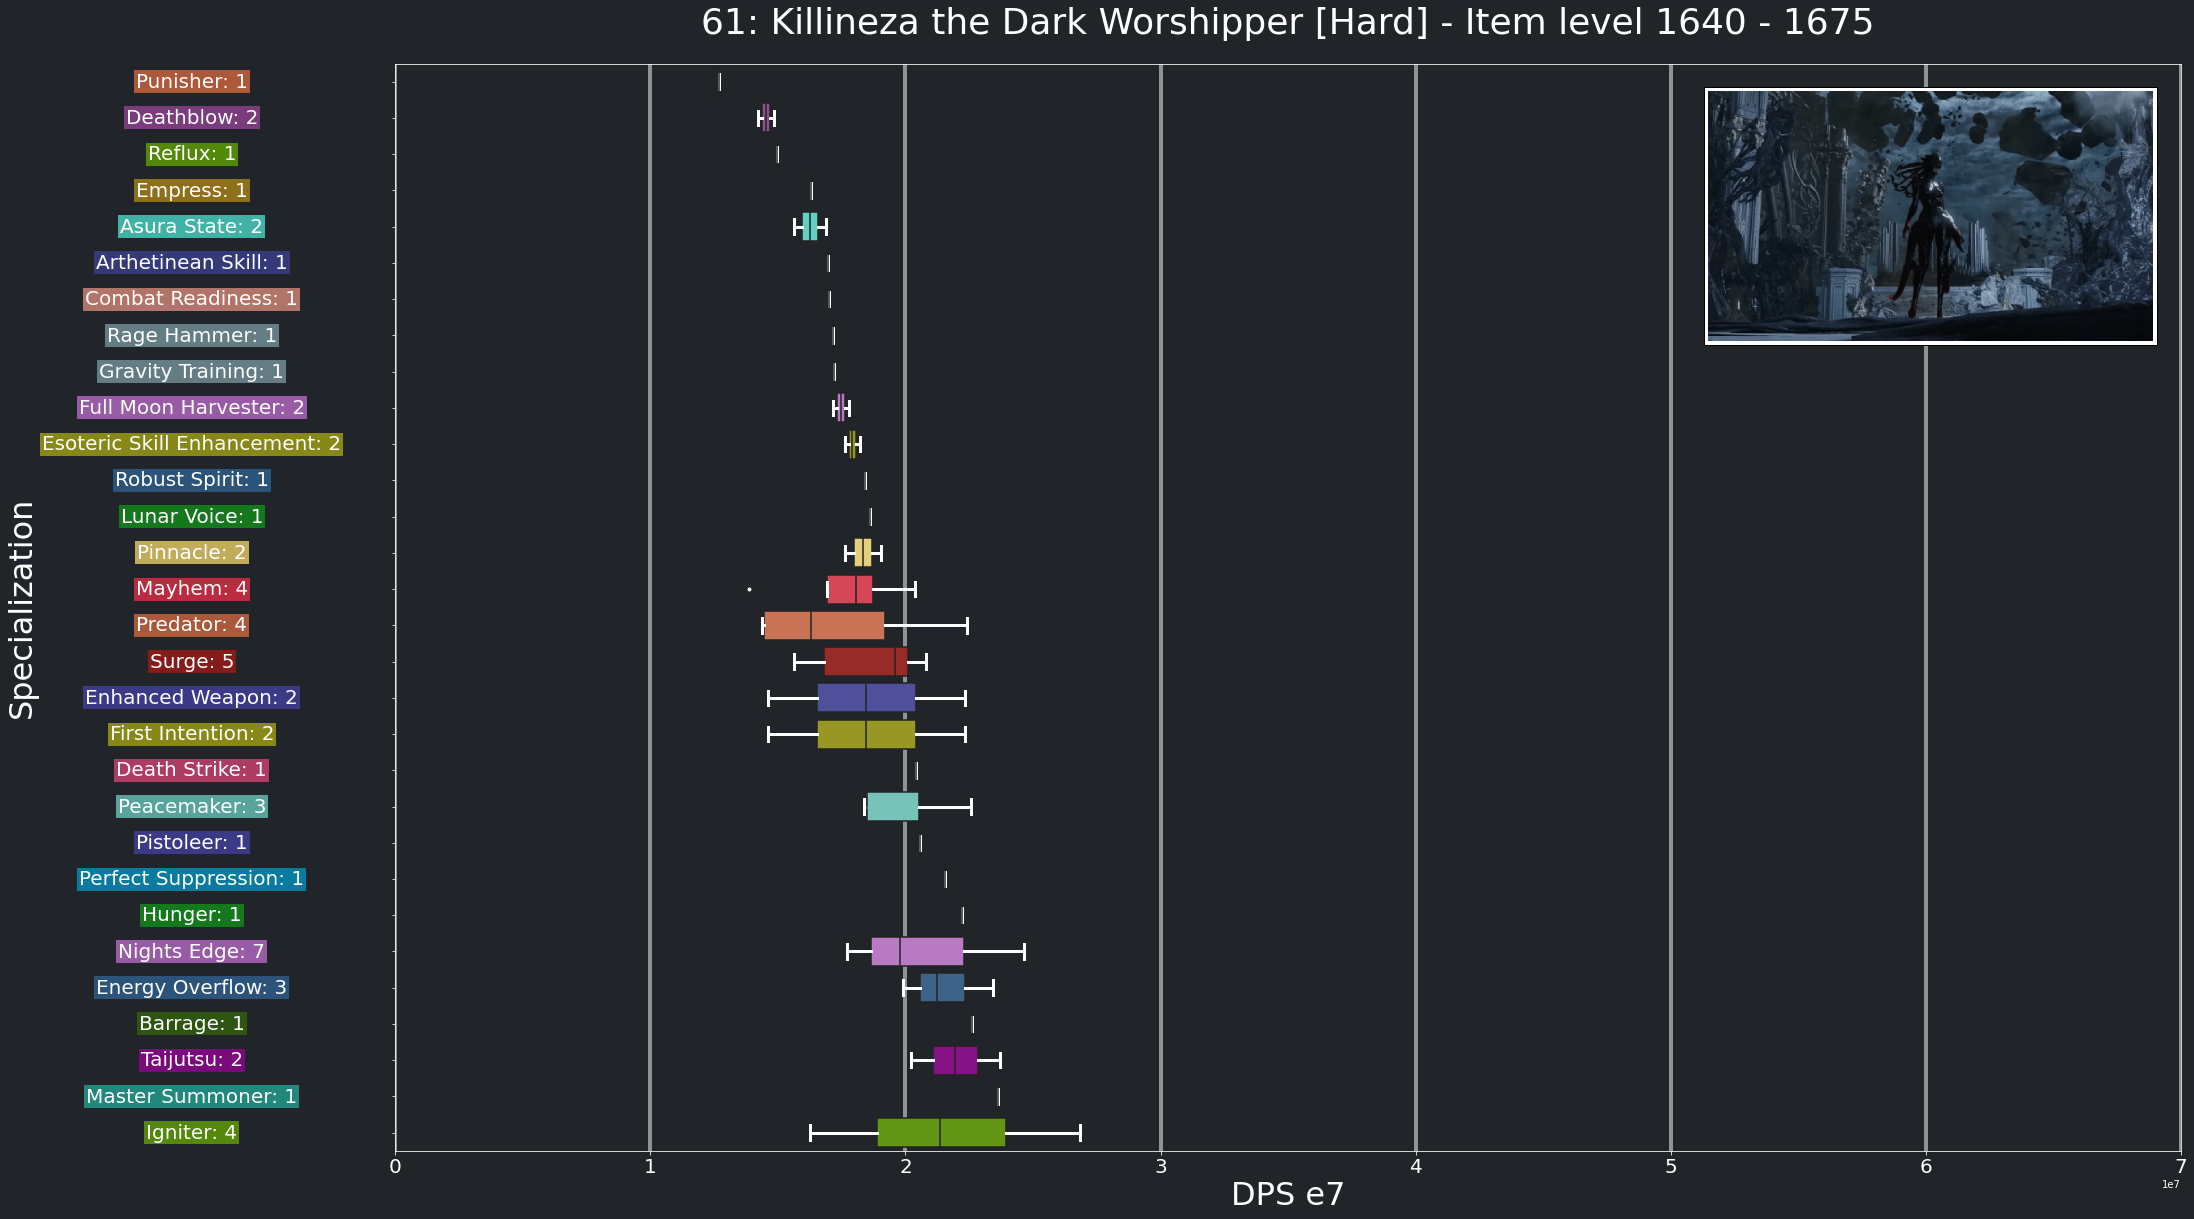 61: Killineza the Dark Worshipper [Hard] - Item level 1640 - 1675
Specialization
Punisher: 1
Deathblow: 2
Reflux: 1
Empress: 1
Asura State: 2
Arthetinean Skill: 1
Combat Readiness: 1
Rage Hammer: 1
Gravity Training: 1
Full Moon Harvester: 2
Esoteric Skill Enhancement: 2
Robust Spirit: 1
Lunar Voice: 1
Pinnacle: 2
Mayhem: 4
Predator: 4
Surge: 5
Enhanced Weapon: 2
First Intention: 2
Death Strike: 1
Peacemaker: 3
Pistoleer: 1
Perfect Suppression: 1
Hunger: 1
Nights Edge: 7
Energy Overflow: 3
Barrage: 1
Taijutsu: 2
Master Summoner: 1
Igniter: 4
0 1 2 3 4 5 6 7
1e7
DPS e7